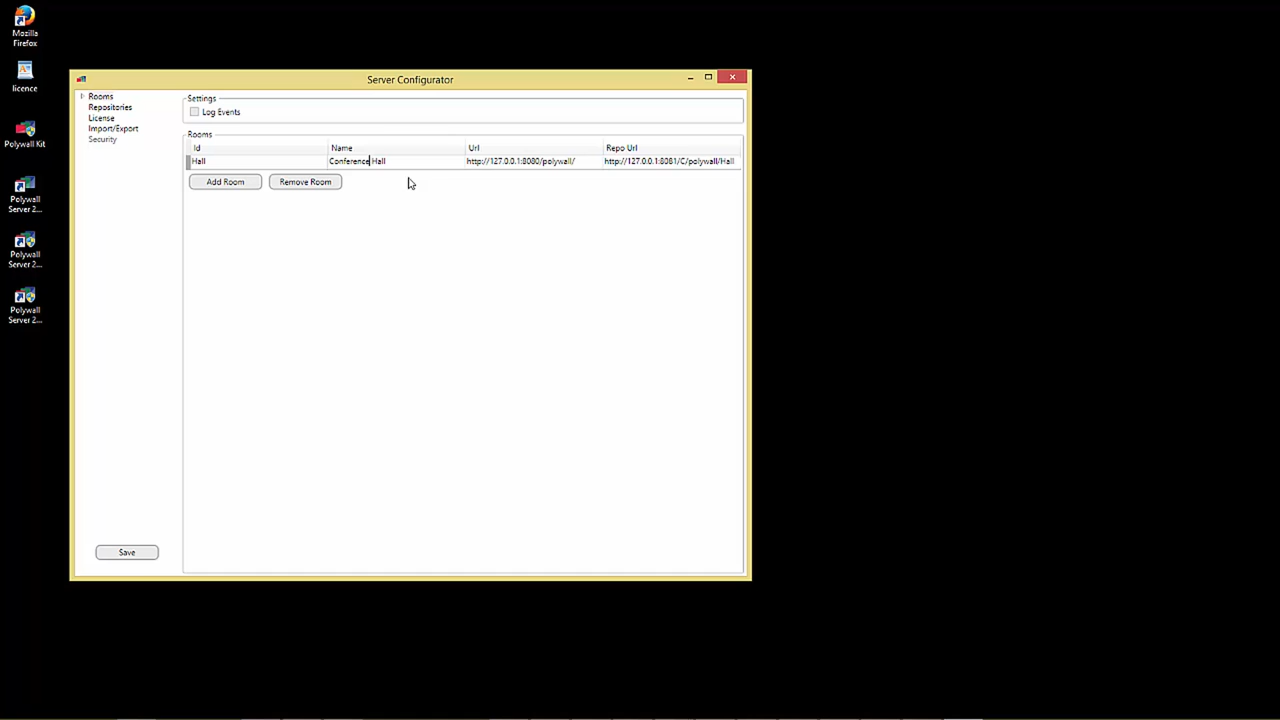 Mozilla
Firefox
licence
Polywall Kit
Polywall
Server 2...
Polywall
Server 2...
Polywall
Server 2...
Server Configurator
Rooms
Repositories
License
Import/Export
Security
Save
Settings
Log Events
Rooms
Id Name Url Repo Url
Hall Conference Hall http://127.0.0.1:8080/polywall/ http://127.0.0.1:8081/C/polywall/Hall
Add Room Remove Room